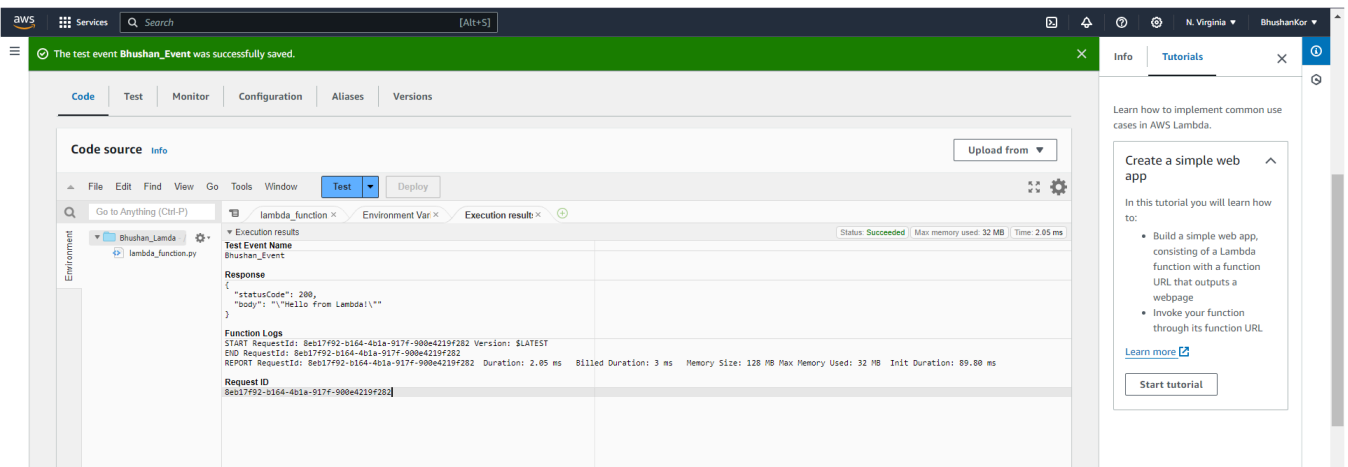 aws Services Search [Alt+S] N. Virginia ▼ BhushanKor ▼
The test event Bhushan_Event was successfully saved.
Info Tutorials
Code Test Monitor Configuration Aliases Versions
Learn how to implement common use
cases in AWS Lambda.
Code source Info Upload from ▼
Create a simple web
app
File Edit Find View Go Tools Window Test Deploy
In this tutorial you will learn how
to:
Go to Anything (Ctrl-P) lambda_function × Environment Var × Execution results ×
Environment
Bhushan_Lamda
lambda_function.py
▼ Execution results Status: Succeeded Max memory used: 32 MB Time: 2.05 ms
Test Event Name
Bhushan_Event
Response
{
"statusCode": 200,
"body": "\"Hello from Lambda!\""
}
Function Logs
START RequestId: 8eb17f92-b164-4b1a-917f-900e4219f282 Version: $LATEST
END RequestId: 8eb17f92-b164-4b1a-917f-900e4219f282
REPORT RequestId: 8eb17f92-b164-4b1a-917f-900e4219f282 Duration: 2.05 ms Billed Duration: 3 ms Memory Size: 128 MB Max Memory Used: 32 MB Init Duration: 89.80 ms
Request ID
8eb17f92-b164-4b1a-917f-900e4219f282
• Build a simple web app,
consisting of a Lambda
function with a function
URL that outputs a
webpage
• Invoke your function
through its function URL
Learn more
Start tutorial